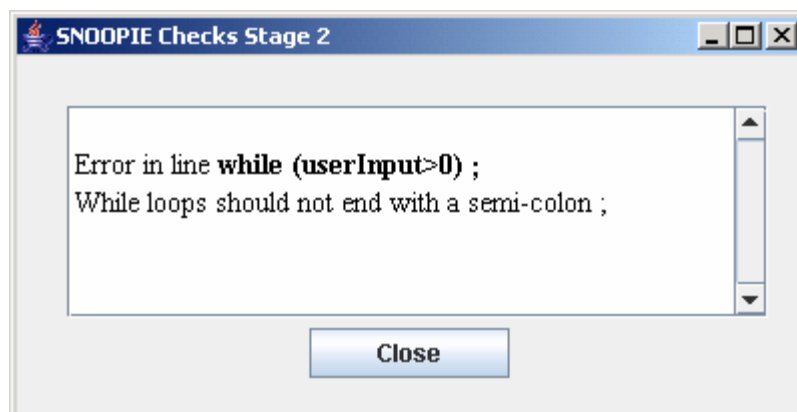 SNOOPIE Checks Stage 2
Error in line while (userInput>0) ;
While loops should not end with a semi-colon ;
Close